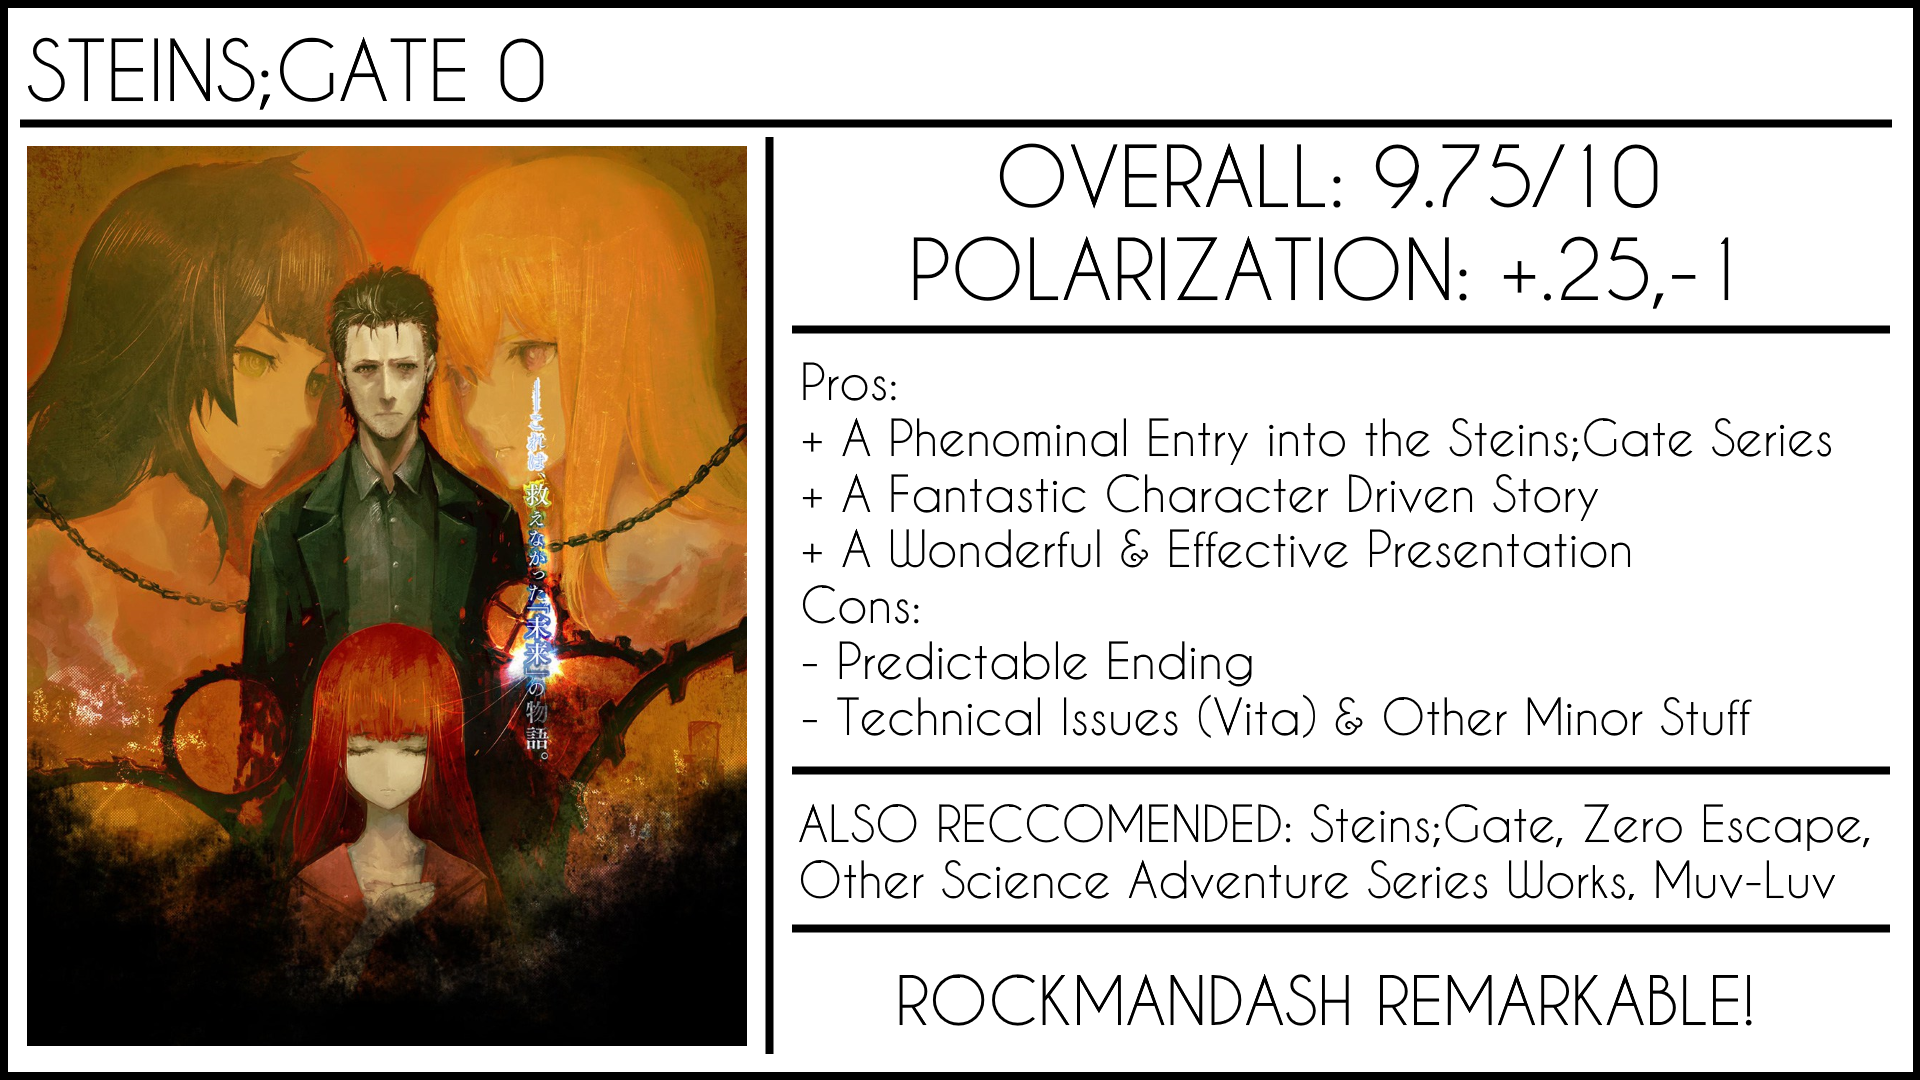 STEINS;GATE 0
──これは、救えなかった『未来』の物語。
OVERALL: 9.75/10
POLARIZATION: +.25,-1
Pros:
+ A Phenominal Entry into the Steins;Gate Series
+ A Fantastic Character Driven Story
+ A Wonderful & Effective Presentation
Cons:
- Predictable Ending
- Technical Issues (Vita) & Other Minor Stuff
ALSO RECCOMENDED: Steins;Gate, Zero Escape,
Other Science Adventure Series Works, Muv-Luv
ROCKMANDASH REMARKABLE!